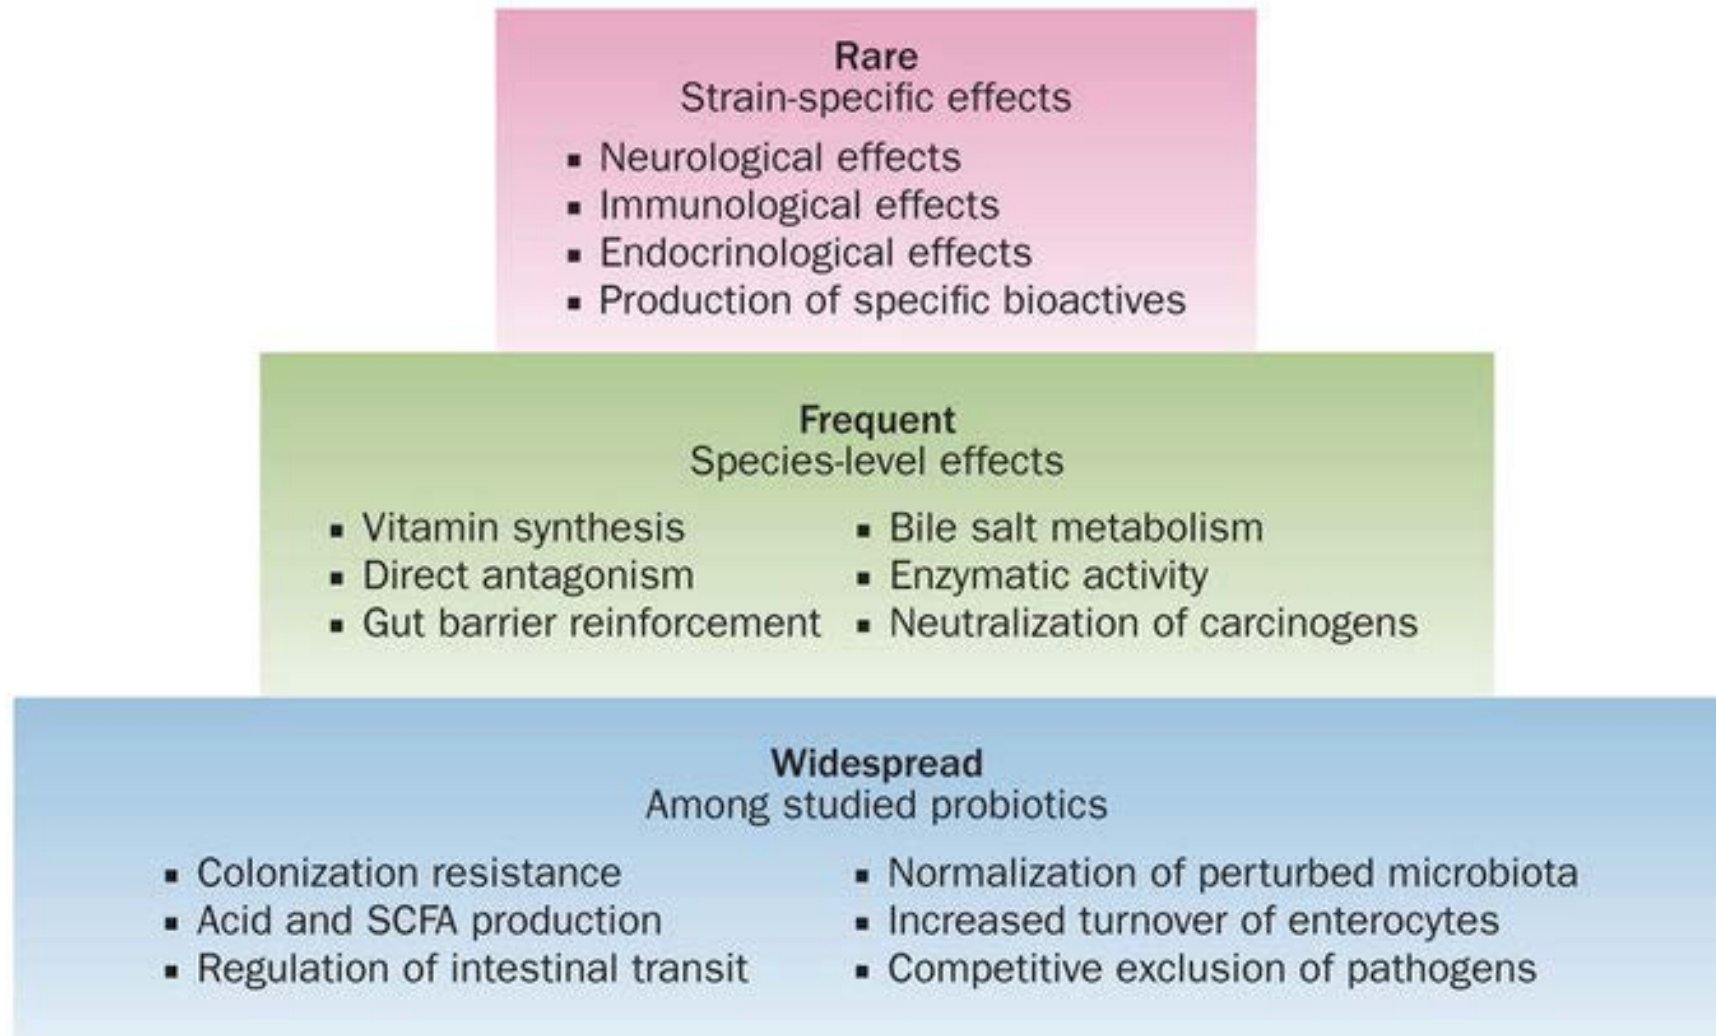 Rare
Strain-specific effects
▪ Neurological effects
▪ Immunological effects
▪ Endocrinological effects
▪ Production of specific bioactives
Frequent
Species-level effects
▪ Vitamin synthesis
▪ Direct antagonism
▪ Gut barrier reinforcement
▪ Bile salt metabolism
▪ Enzymatic activity
▪ Neutralization of carcinogens
Widespread
Among studied probiotics
▪ Colonization resistance
▪ Acid and SCFA production
▪ Regulation of intestinal transit
▪ Normalization of perturbed microbiota
▪ Increased turnover of enterocytes
▪ Competitive exclusion of pathogens